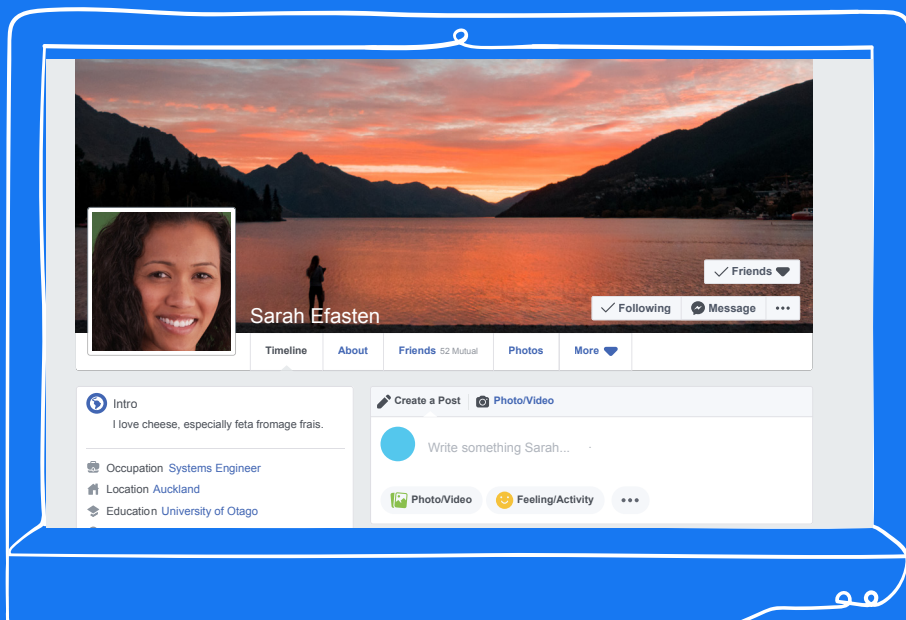 Friends
Following
Message
Sarah Efasten
Timeline
About
Friends 52 Mutual
Photos
More
Intro
I love cheese, especially feta fromage frais.
Occupation Systems Engineer
Location Auckland
Education University of Otago
Create a Post
Photo/Video
Write something Sarah...
Photo/Video
Feeling/Activity